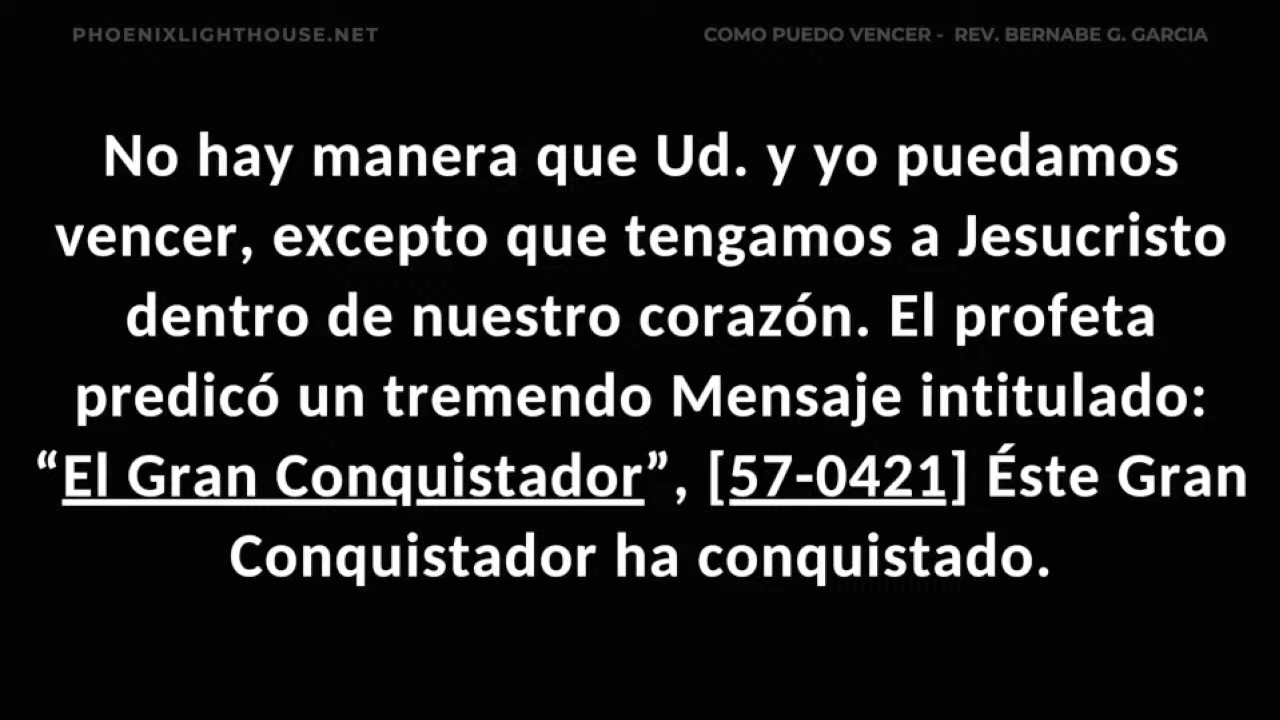 PHOENIXLIGHTHOUSE.NET
COMO PUEDO VENCER - REV. BERNABE G. GARCIA
No hay manera que Ud. y yo puedamos
vencer, excepto que tengamos a Jesucristo
dentro de nuestro corazón. El profeta
predicó un tremendo Mensaje intitulado:
“El Gran Conquistador”, [57-0421] Éste Gran
Conquistador ha conquistado.